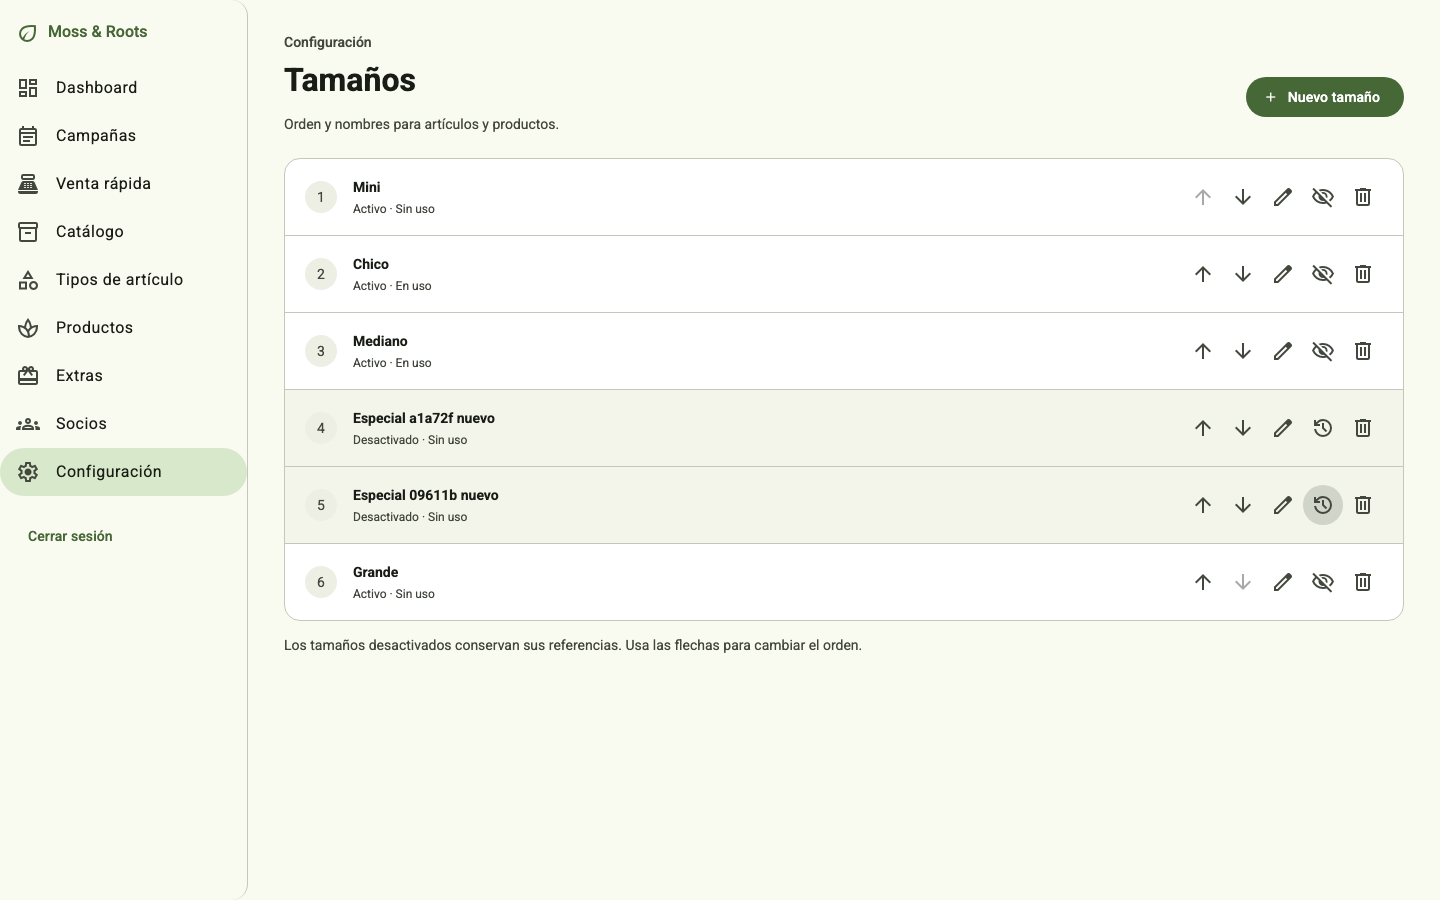 Moss & Roots
Dashboard
Campañas
Venta rápida
Catálogo
Tipos de artículo
Productos
Extras
Socios
Configuración
Cerrar sesión
Configuración
Tamaños
Orden y nombres para artículos y productos.
+ Nuevo tamaño
1
Mini
Activo · Sin uso
2
Chico
Activo · En uso
3
Mediano
Activo · En uso
4
Especial a1a72f nuevo
Desactivado · Sin uso
5
Especial 09611b nuevo
Desactivado · Sin uso
6
Grande
Activo · Sin uso
Los tamaños desactivados conservan sus referencias. Usa las flechas para cambiar el orden.